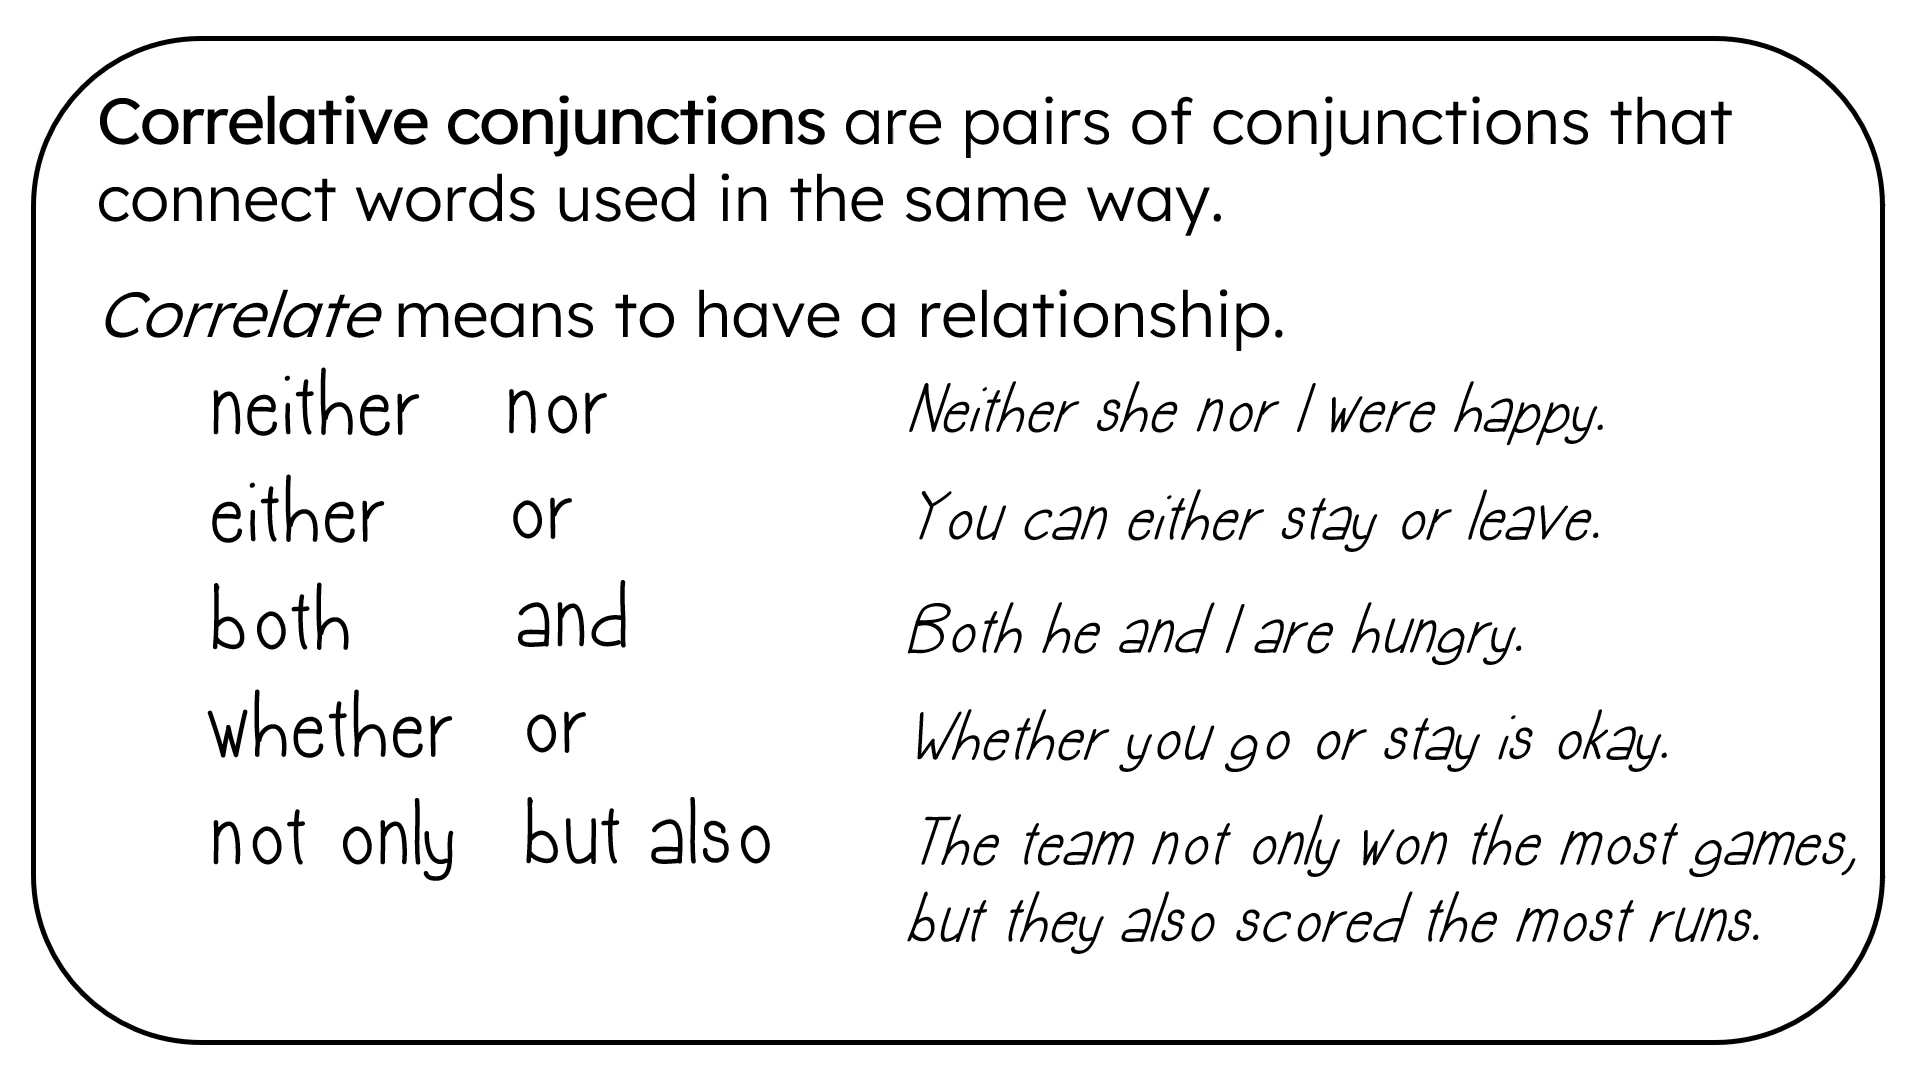 Correlative conjunctions are pairs of conjunctions that
connect words used in the same way.
Correlate means to have a relationship.
neither nor Neither she nor I were happy.
either or You can either stay or leave.
both and Both he and I are hungry.
whether or Whether you go or stay is okay.
not only but also The team not only won the most games,
but they also scored the most runs.